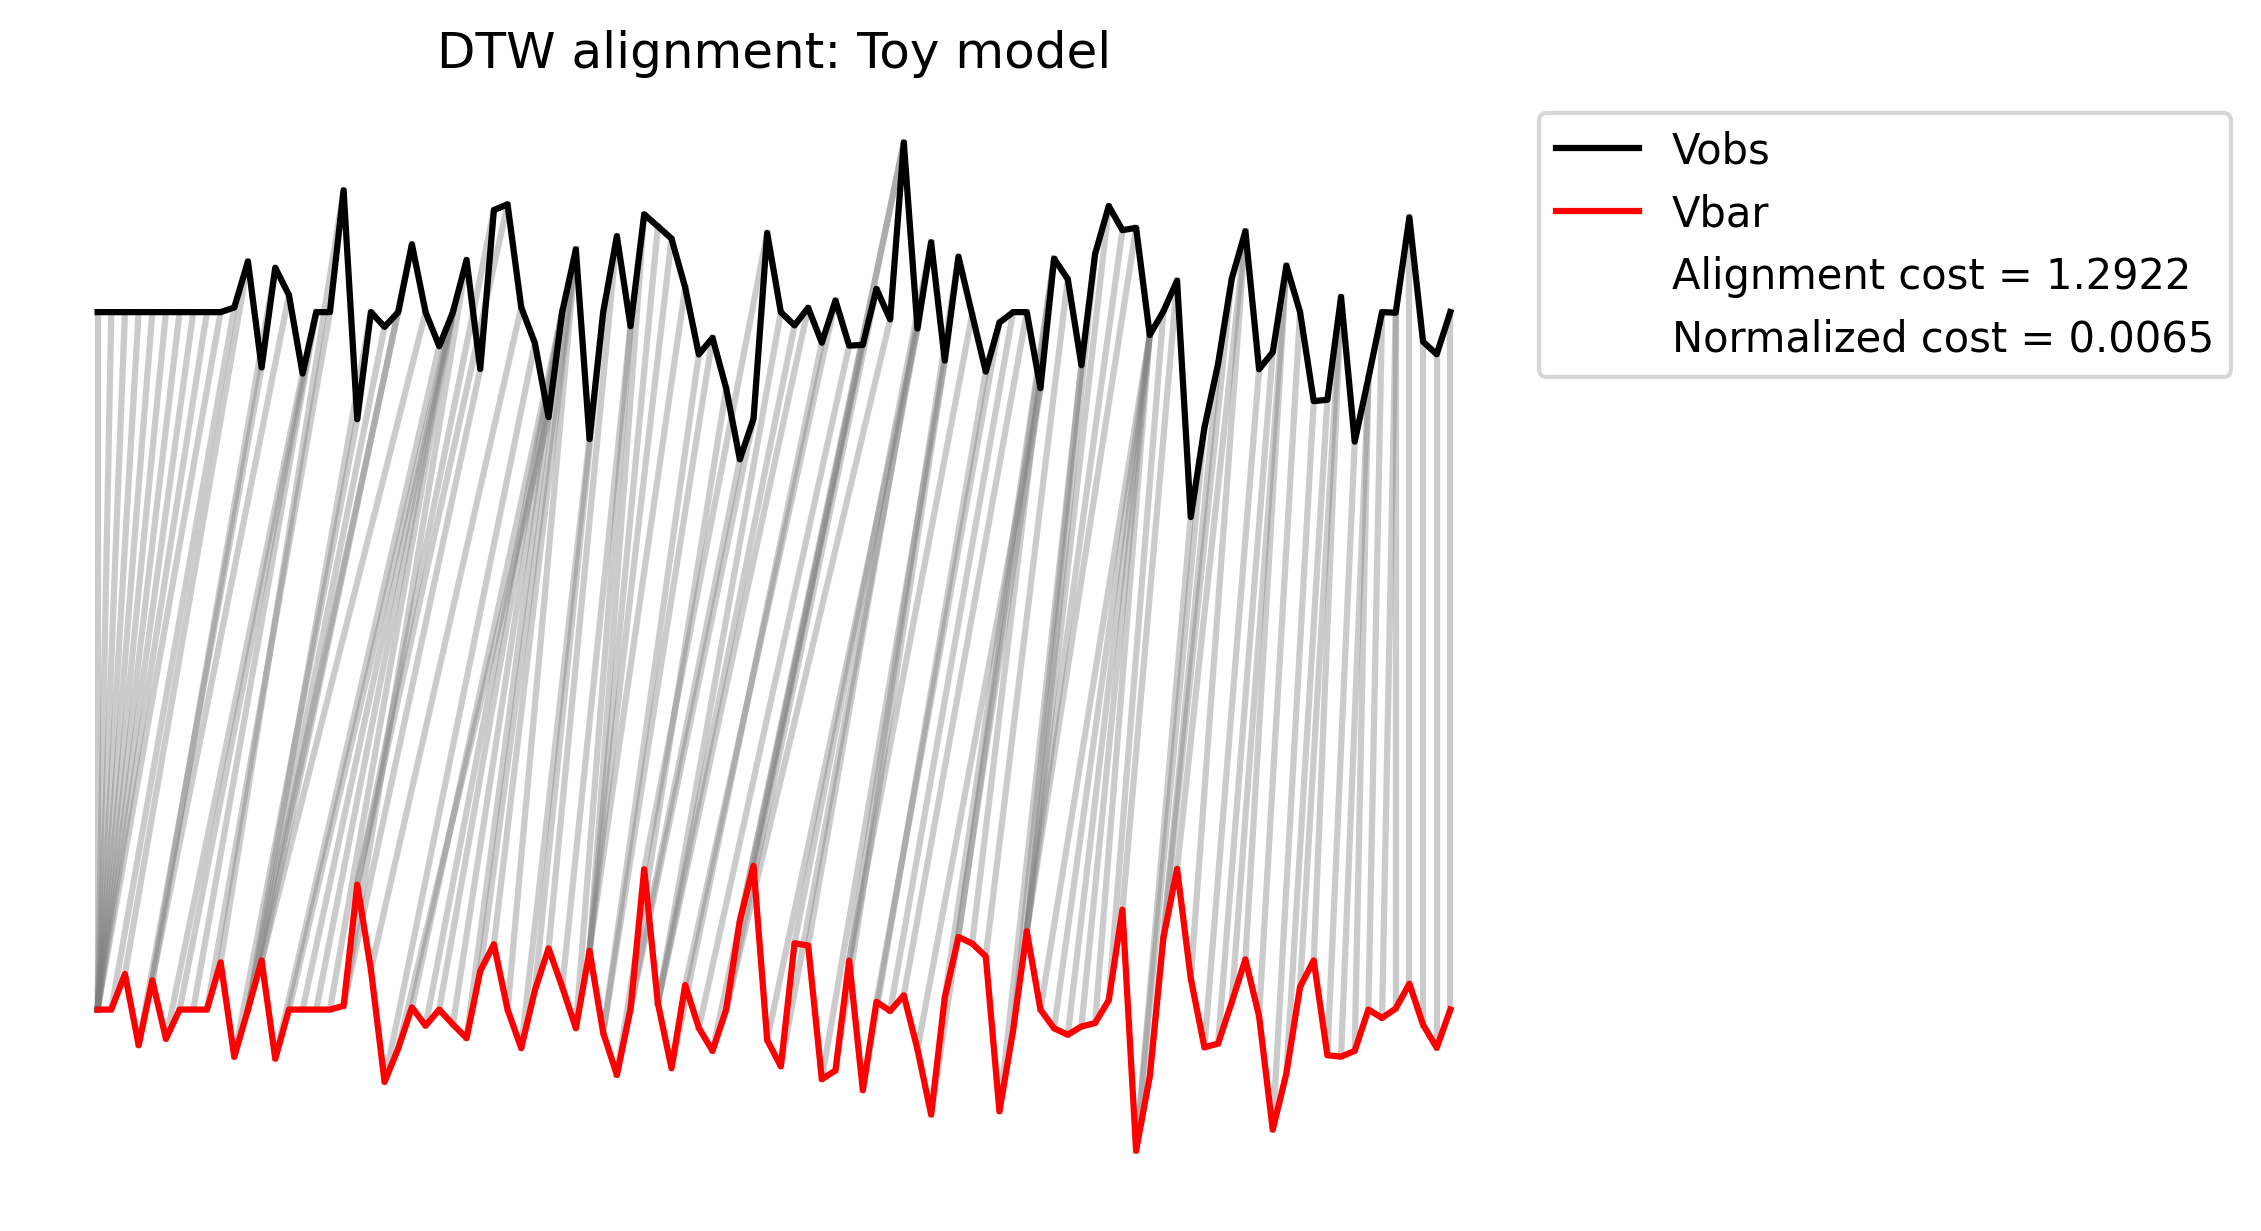 DTW alignment: Toy model
Vobs
Vbar
Alignment cost = 1.2922
Normalized cost = 0.0065